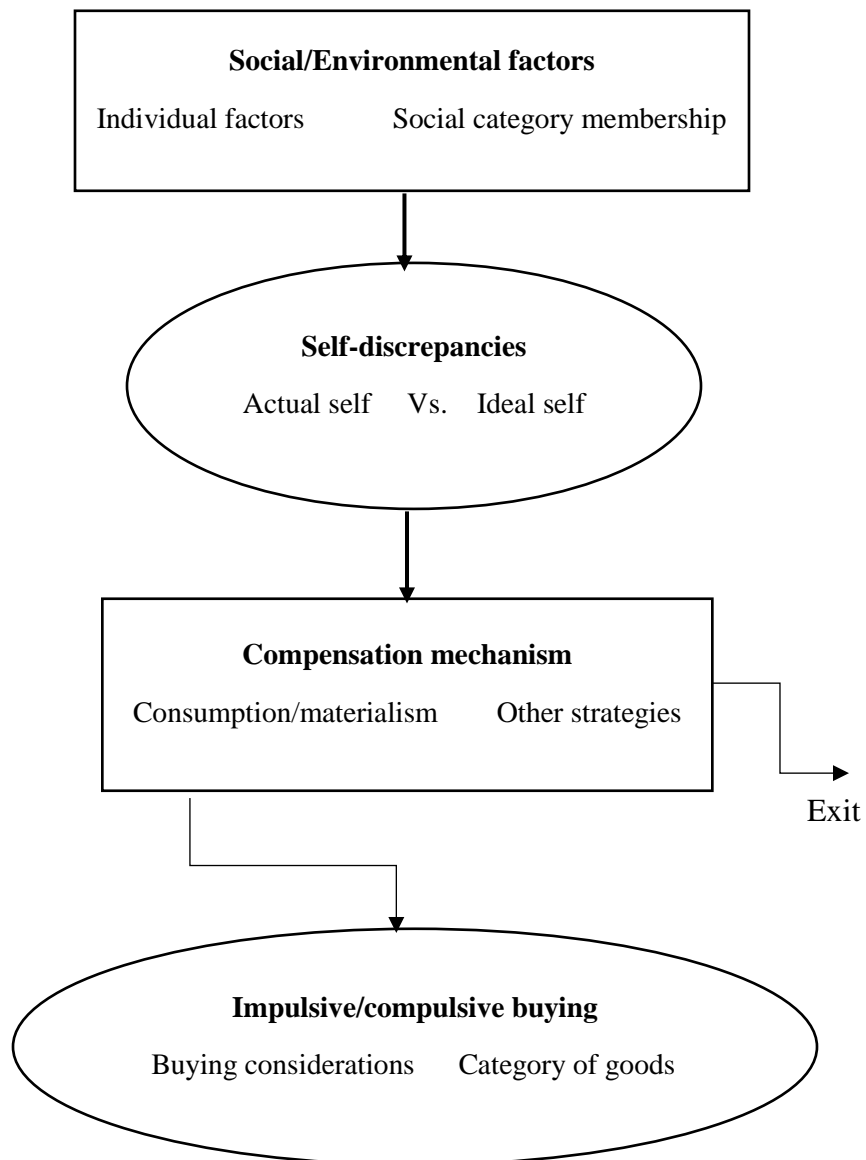 Social/Environmental factors
Individual factors Social category membership
Self-discrepancies
Actual self Vs. Ideal self
Compensation mechanism
Consumption/materialism Other strategies
Exit
Impulsive/compulsive buying
Buying considerations Category of goods